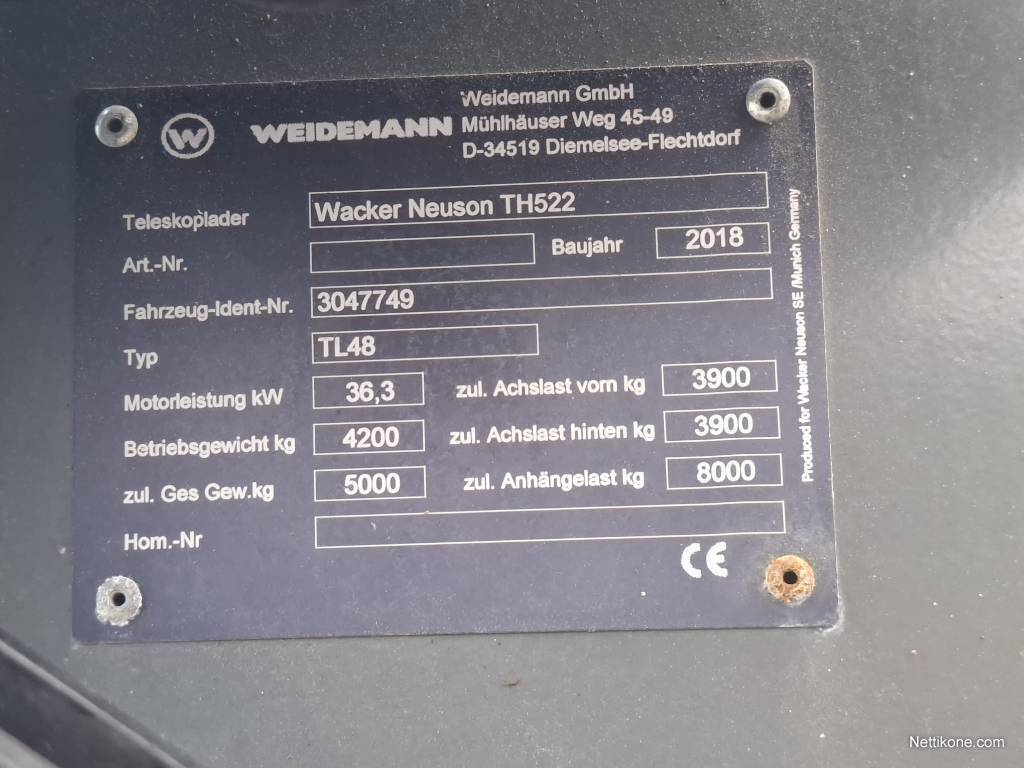 W WEIDEMANN
Weidemann GmbH
Mühlhäuser Weg 45-49
D-34519 Diemelsee-Flechtdorf
Teleskoplader Wacker Neuson TH522
Art.-Nr. Baujahr 2018
Fahrzeug-Ident-Nr. 3047749
Typ TL48
Motorleistung kW 36,3 zul. Achslast vorn kg 3900
Betriebsgewicht kg 4200 zul. Achslast hinten kg 3900
zul. Ges Gew.kg 5000 zul. Anhängelast kg 8000
Hom.-Nr
CE
Produced for Wacker Neuson SE /Munich Germany
Nettikone.com